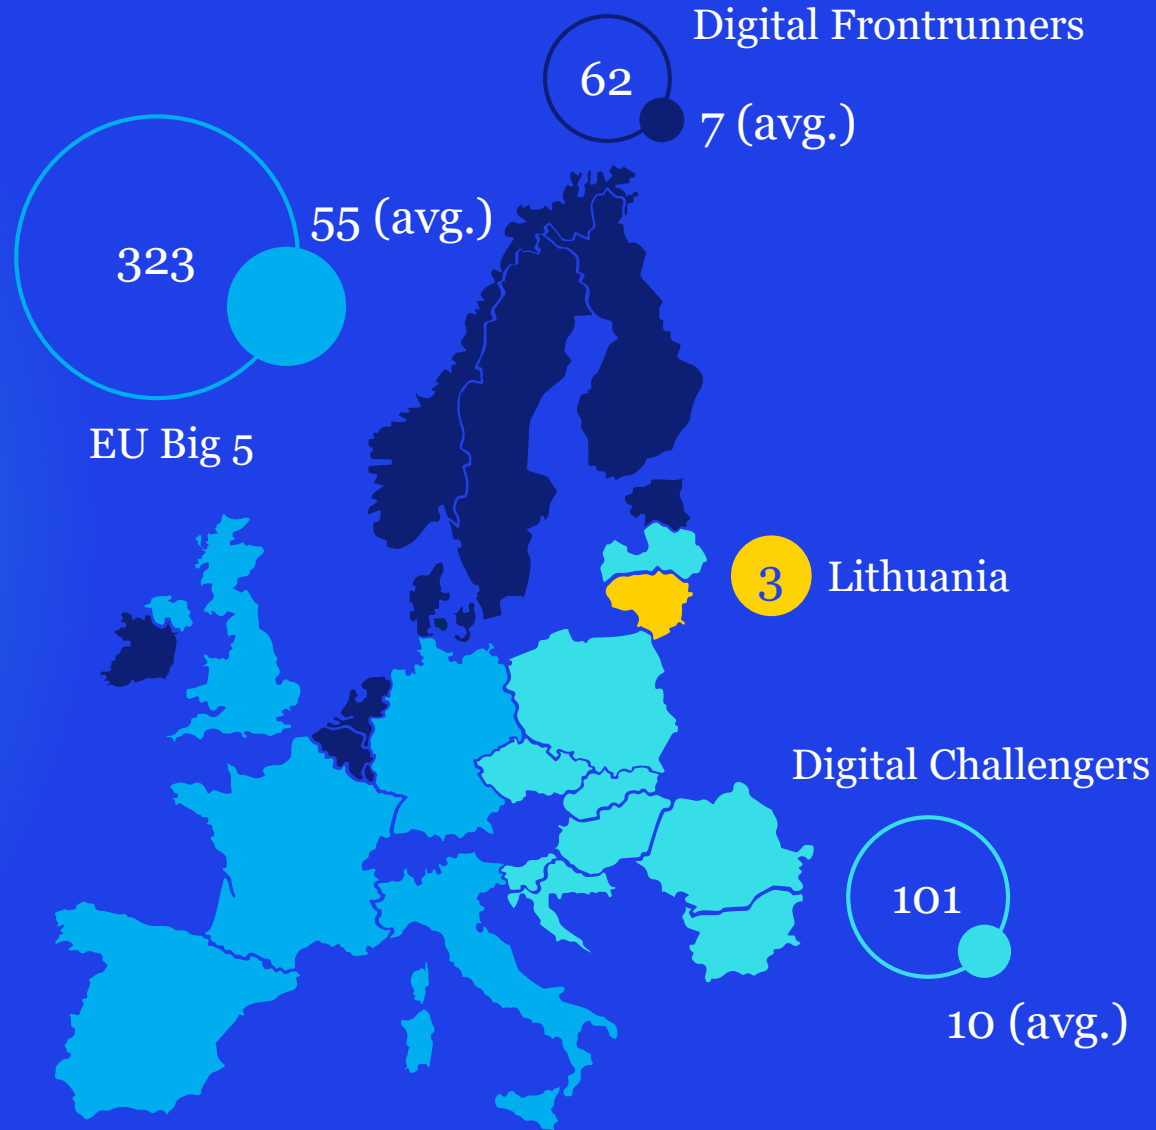 Digital Frontrunners
62
7 (avg.)
55 (avg.)
323
EU Big 5
3
Lithuania
Digital Challengers
101
10 (avg.)